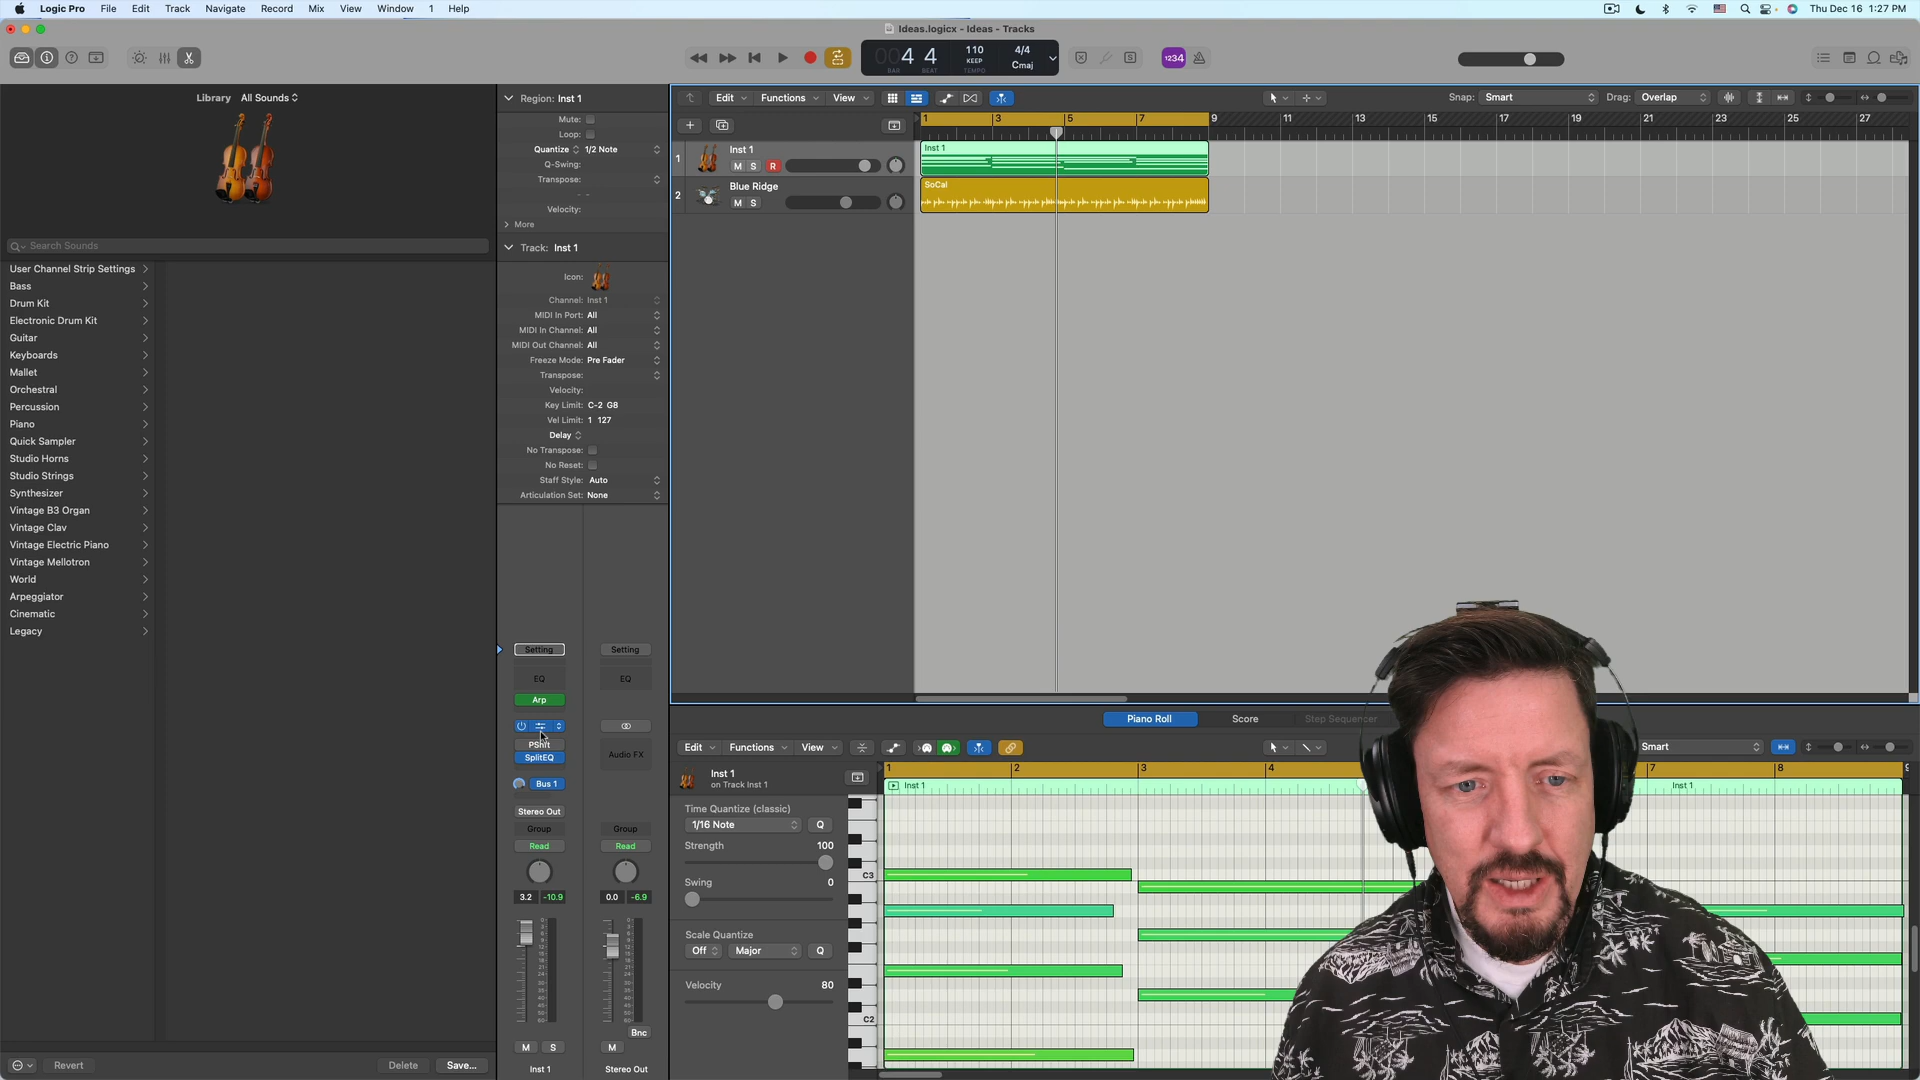 Logic Pro File Edit Track Navigate Record Mix View Window 1 Help
Thu Dec 16 1:27 PM
Ideas.logicx - Ideas - Tracks
004 4
BAR BEAT
110
KEEP
TEMPO
4/4
Cmaj
1234
Library All Sounds
Search Sounds
User Channel Strip Settings
Bass
Drum Kit
Electronic Drum Kit
Guitar
Keyboards
Mallet
Orchestral
Percussion
Piano
Quick Sampler
Studio Horns
Studio Strings
Synthesizer
Vintage B3 Organ
Vintage Clav
Vintage Electric Piano
Vintage Mellotron
World
Arpeggiator
Cinematic
Legacy
Revert Delete Save...
Region: Inst 1
Mute:
Loop:
Quantize 1/2 Note
Q-Swing:
Transpose:
Velocity:
More
Track: Inst 1
Icon:
Channel: Inst 1
MIDI In Port: All
MIDI In Channel: All
MIDI Out Channel: All
Freeze Mode: Pre Fader
Transpose:
Velocity:
Key Limit: C-2 G8
Vel Limit: 1 127
Delay
No Transpose:
No Reset:
Staff Style: Auto
Articulation Set: None
Setting Setting
EQ EQ
Arp
PShft
SplitEQ
Audio FX
Bus 1
Stereo Out
Group Group
Read Read
3.2 -10.9 0.0 -6.9
Bnc
M S M
Inst 1 Stereo Out
Edit Functions View
Snap: Smart Drag: Overlap
1 3 5 7 9 11 13 15 17 19 21 23 25 27
1 Inst 1
M S R
Inst 1
2 Blue Ridge
M S
SoCal
Piano Roll Score Step Sequencer
Edit Functions View
Smart
1 2 3 4 7 8 9
Inst 1
on Track Inst 1
Inst 1 Inst 1
Time Quantize (classic)
1/16 Note Q
Strength 100
Swing 0
Scale Quantize
Off Major Q
Velocity 80
C3
C2